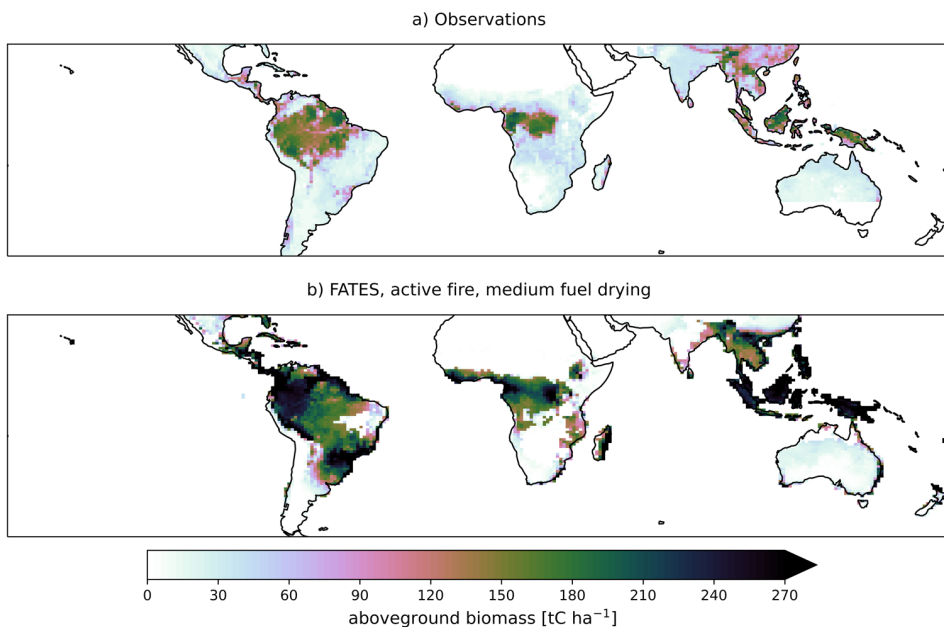 a) Observations
b) FATES, active fire, medium fuel drying
0 30 60 90 120 150 180 210 240 270
aboveground biomass [tC ha⁻¹]